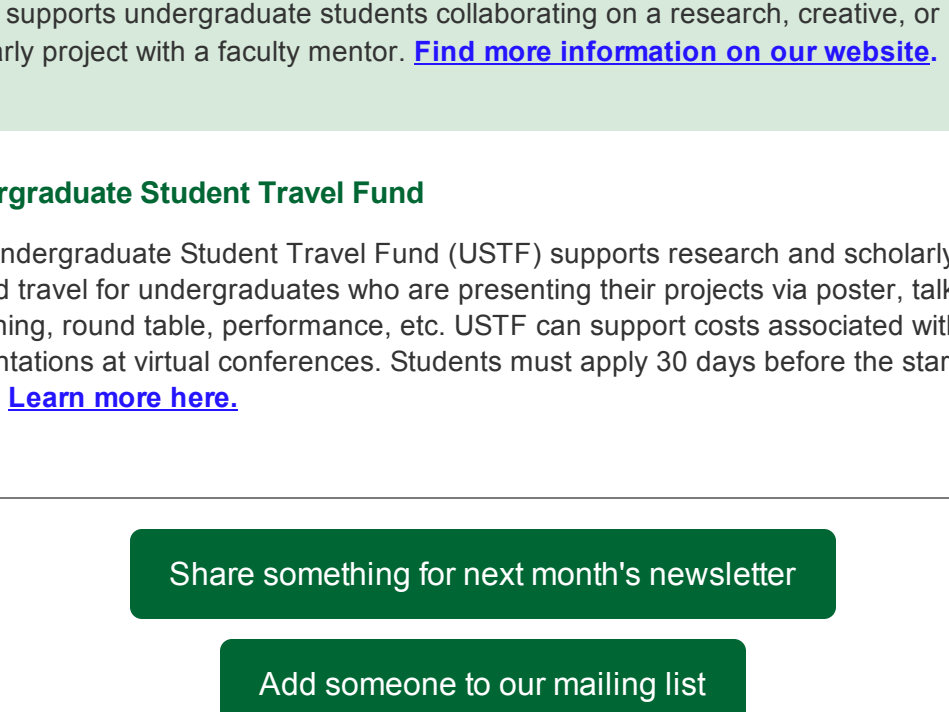 supports undergraduate students collaborating on a research, creative, or
arly project with a faculty mentor. Find more information on our website.
rgraduate Student Travel Fund
ndergraduate Student Travel Fund (USTF) supports research and scholarly
d travel for undergraduates who are presenting their projects via poster, talk
ning, round table, performance, etc. USTF can support costs associated with
ntations at virtual conferences. Students must apply 30 days before the star
Learn more here.
Share something for next month's newsletter
Add someone to our mailing list